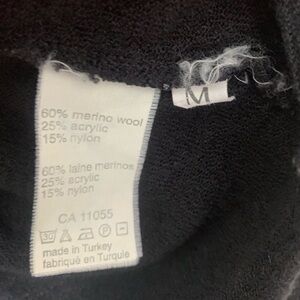 M
60% merino wool
25% acrylic
15% nylon
60% laine merinos
25% acrylic
15% nylon
CA 11055
30 P
made in Turkey
fabriqué en Turquie